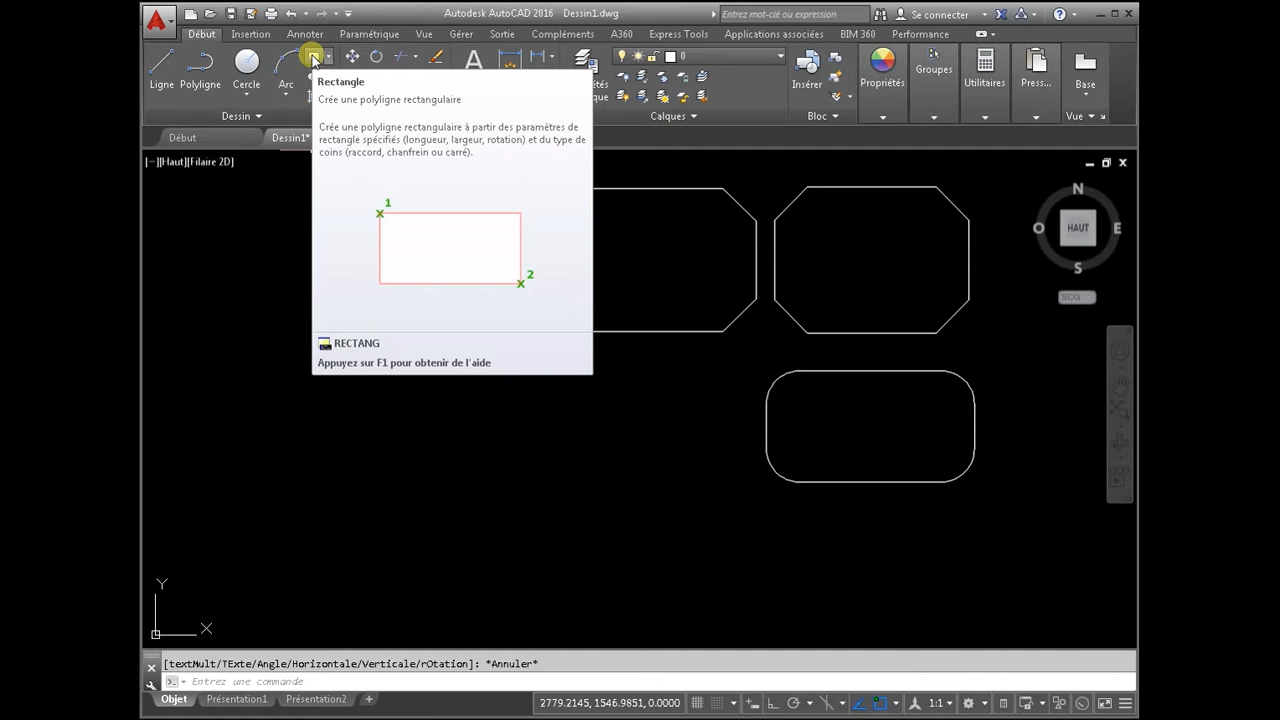 Autodesk AutoCAD 2016 Dessin1.dwg
Entrez mot-clé ou expression
Se connecter
Début Insertion Annoter Paramétrique Vue Gérer Sortie Compléments A360 Express Tools Applications associées BIM 360 Performance
A
0
Ligne Polyligne Cercle Arc
Insérer Propriétés Groupes Utilitaires Press... Base
Dessin Calques Bloc Vue
Début Dessin1*
Rectangle
Crée une polyligne rectangulaire
Crée une polyligne rectangulaire à partir des paramètres de
rectangle spécifiés (longueur, largeur, rotation) et du type de
coins (raccord, chanfrein ou carré).
1
2
RECTANG
Appuyez sur F1 pour obtenir de l'aide
[−][Haut][Filaire 2D]
N
O HAUT E
S
SCG
Y
X
[textMult/TExte/Angle/Horizontale/Verticale/rOtation]: *Annuler*
Entrez une commande
Objet Présentation1 Présentation2 +
2779.2145, 1546.9851, 0.0000
1:1